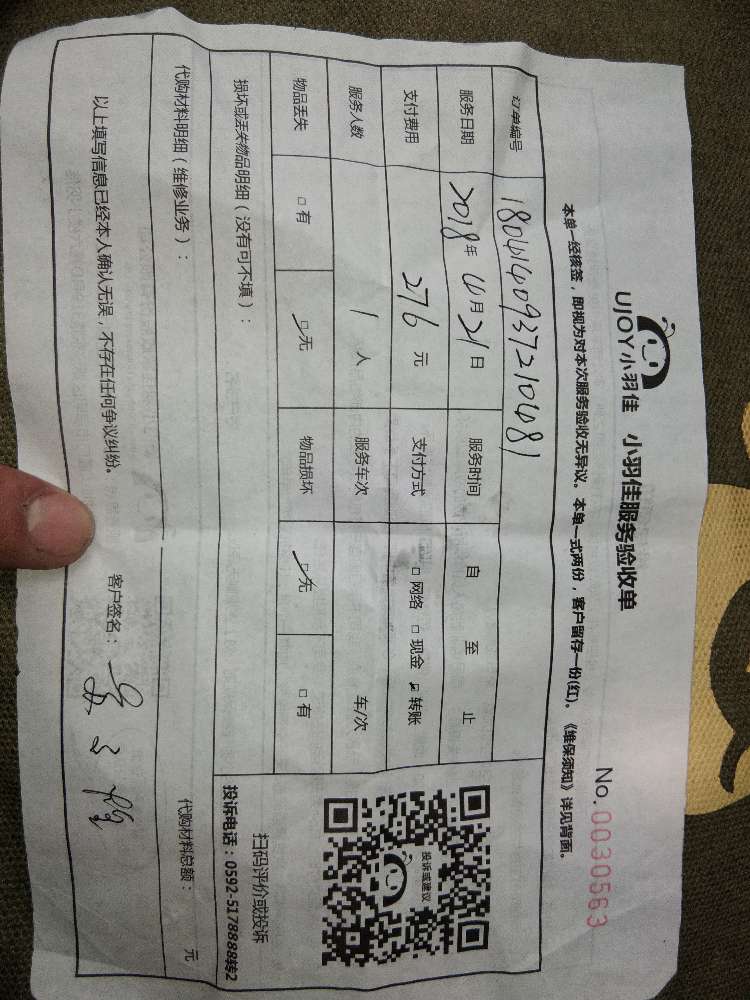 UJOY小羽佳 小羽佳服务验收单
No. 0030563
本单一经核签，即视为对本次服务验收无异议。本单一式两份，客户留存一份(红)。《维保须知》详见背面。
订单编号
服务日期 2018年 10月 21日 服务时间 自 至 止
支付费用 276 元 支付方式 □ 网络 □ 现金 ☑ 转账
服务人数 1 人 服务车次 车/次
物品丢失 □ 有 ☑ 无 物品损坏 ☑ 无 □ 有
投诉或建议
扫码评价或投诉
投诉电话：0592-5178888转2
损坏或丢失物品明细（没有可不填）：
代购材料明细（维修业务）： 代购材料总额： 元
以上填写信息已经本人确认无误，不存在任何争议纠纷。 客户签名：